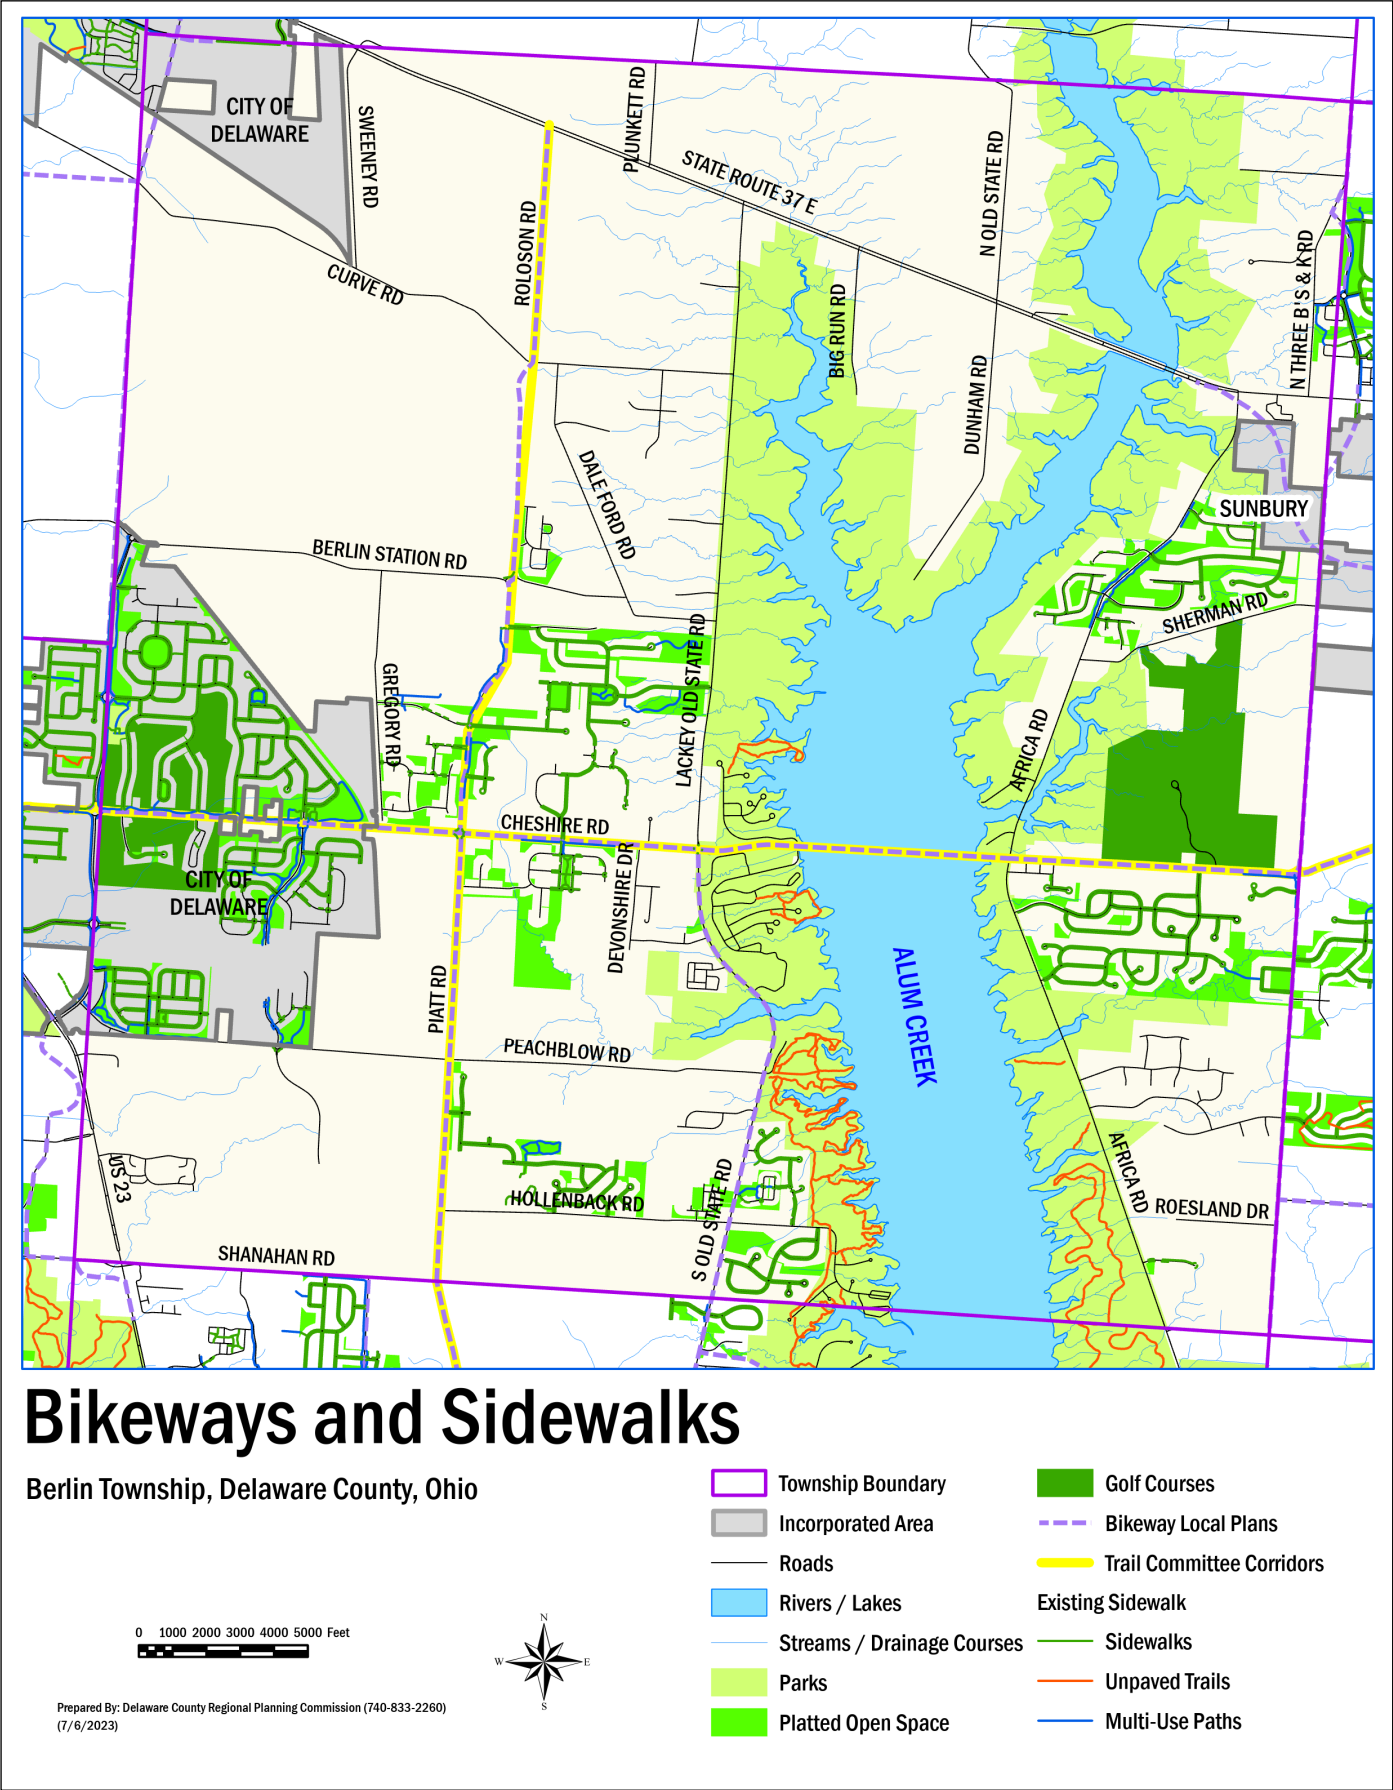 CITY OF
DELAWARE
SWEENEY RD
PLUNKETT RD
STATE ROUTE 37 E
N OLD STATE RD
ROLOSON RD
CURVE RD
BIG RUN RD
N THREE B'S & K RD
DUNHAM RD
DALE FORD RD
SUNBURY
BERLIN STATION RD
SHERMAN RD
LACKEY OLD STATE RD
GREGORY RD
AFRICA RD
CHESHIRE RD
CITY OF
DELAWARE
DEVONSHIRE DR
ALUM CREEK
PIATT RD
PEACHBLOW RD
US 23
HOLLENBACK RD
S OLD STATE RD
AFRICA RD
ROESLAND DR
SHANAHAN RD
Bikeways and Sidewalks
Berlin Township, Delaware County, Ohio
Township Boundary
Incorporated Area
Roads
Rivers / Lakes
Streams / Drainage Courses
Parks
Platted Open Space
Golf Courses
Bikeway Local Plans
Trail Committee Corridors
Existing Sidewalk
Sidewalks
Unpaved Trails
Multi-Use Paths
0 1000 2000 3000 4000 5000 Feet
N
W E
S
Prepared By: Delaware County Regional Planning Commission (740-833-2260)
(7/6/2023)